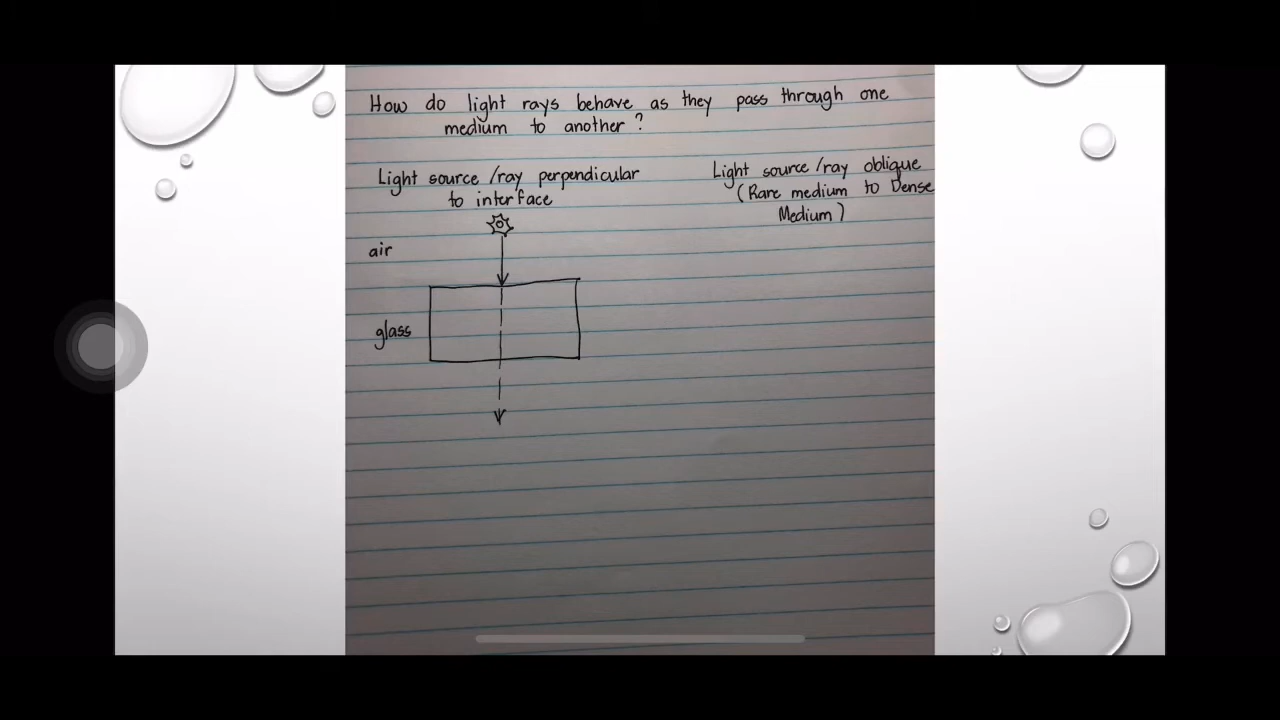 How do light rays behave as they pass through one
medium to another?
Light source/ray perpendicular
to interface
air
glass
Light source/ray oblique
(Rare medium to Dense
Medium)